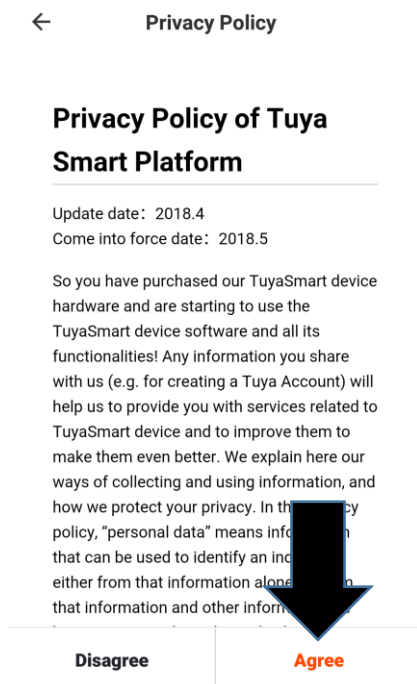 Privacy Policy
Privacy Policy of Tuya
Smart Platform
Update date：2018.4
Come into force date：2018.5
So you have purchased our TuyaSmart device
hardware and are starting to use the
TuyaSmart device software and all its
functionalities! Any information you share
with us (e.g. for creating a Tuya Account) will
help us to provide you with services related to
TuyaSmart device and to improve them to
make them even better. We explain here our
ways of collecting and using information, and
how we protect your privacy. In
policy, “personal data” means
that can be used to identify an
either from that information alone
that information and other
Disagree
Agree